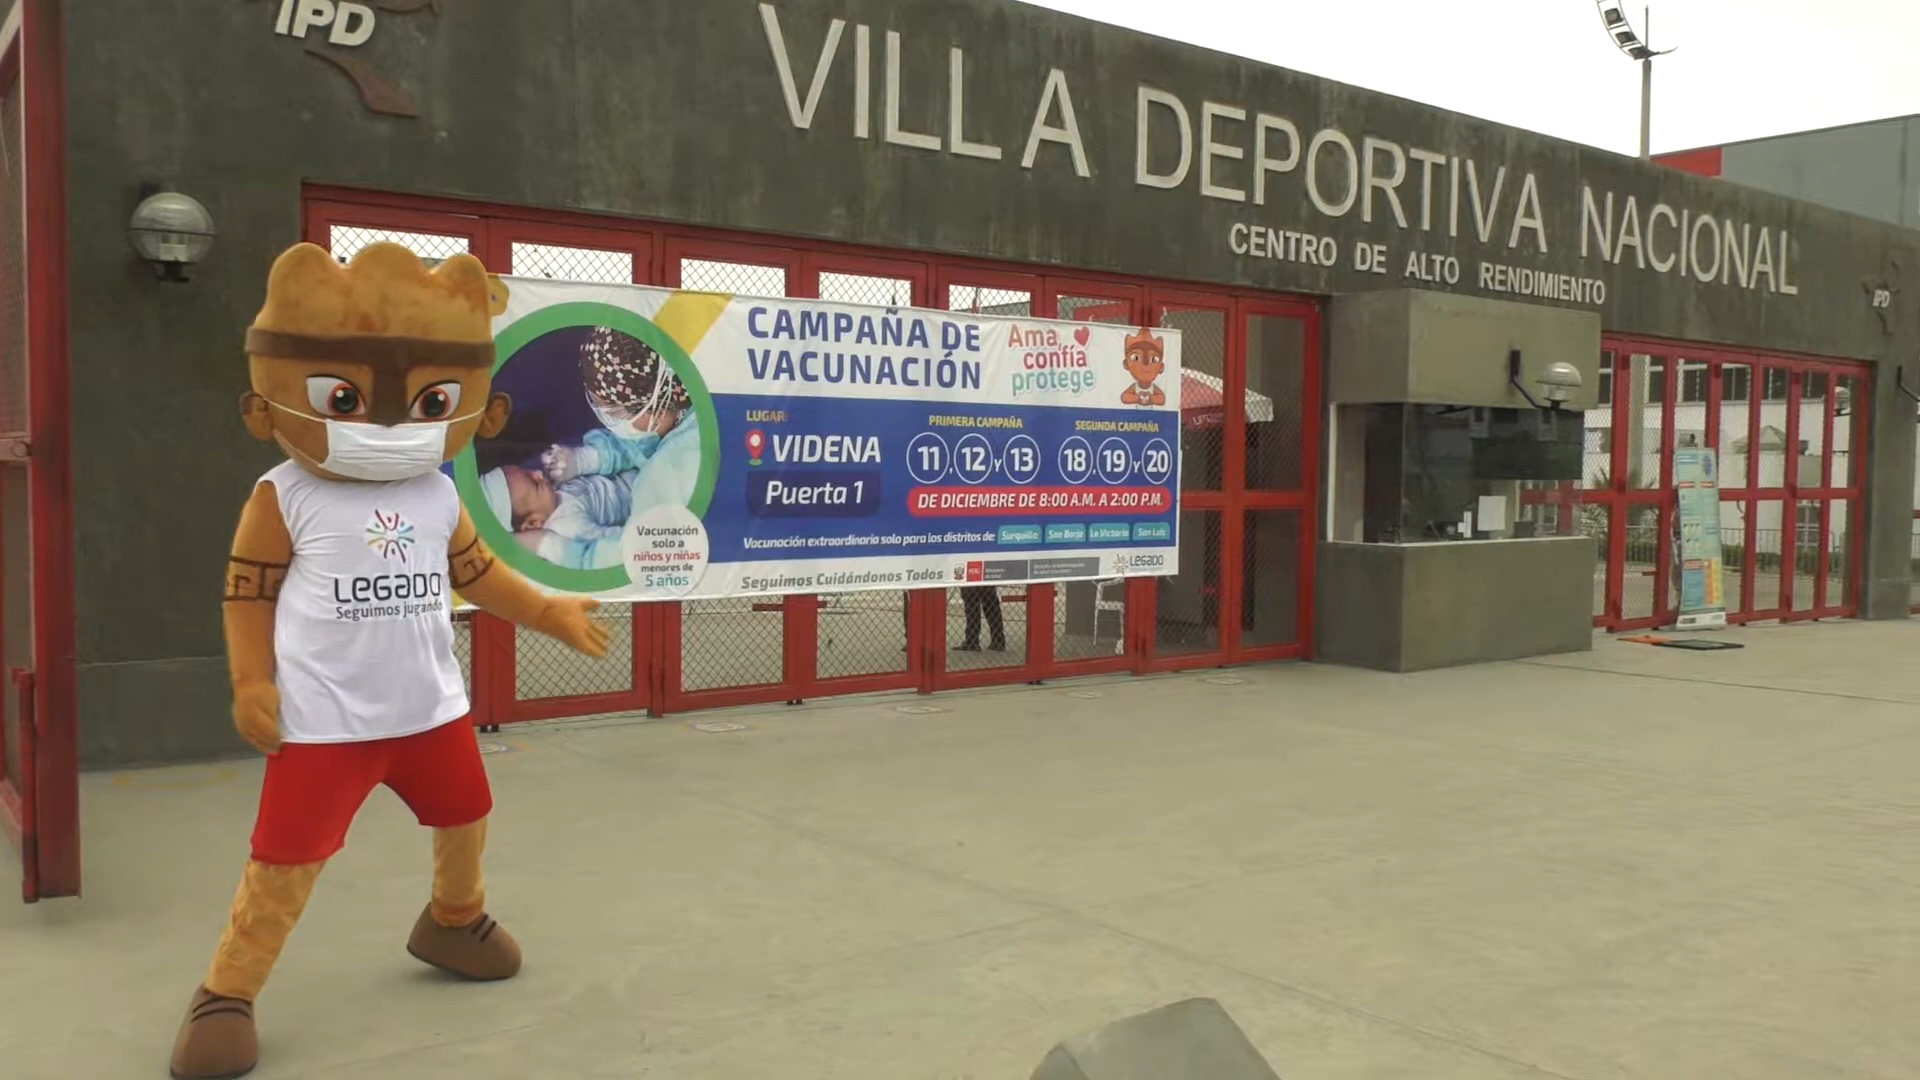 IPD
VILLA DEPORTIVA NACIONAL
CENTRO DE ALTO RENDIMIENTO
IPD
CAMPAÑA DE
VACUNACIÓN
Ama,
confía
protege
LUGAR:
VIDENA
Puerta 1
PRIMERA CAMPAÑA
11, 12 Y 13
SEGUNDA CAMPAÑA
18, 19 Y 20
DE DICIEMBRE DE 8:00 A.M. A 2:00 P.M.
Vacunación extraordinaria solo para los distritos de: Surquillo San Borja La Victoria San Luis
Vacunación
solo a
niños y niñas
menores de
5 años
Seguimos Cuidándonos Todos
PERÚ
LEGADO
LEGADO
Seguimos jugando